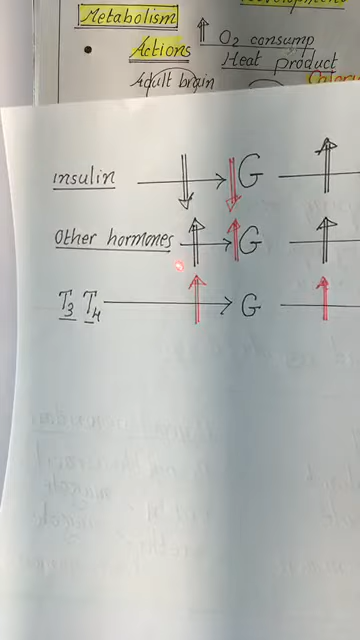 Metabolism
Actions ↑ O2 consump
Heat product
Adult brain
insulin → ↓ ↓ G ↑
Other hormones → ↑ ↑ G ↑
T3 T4 → ↑ G ↑